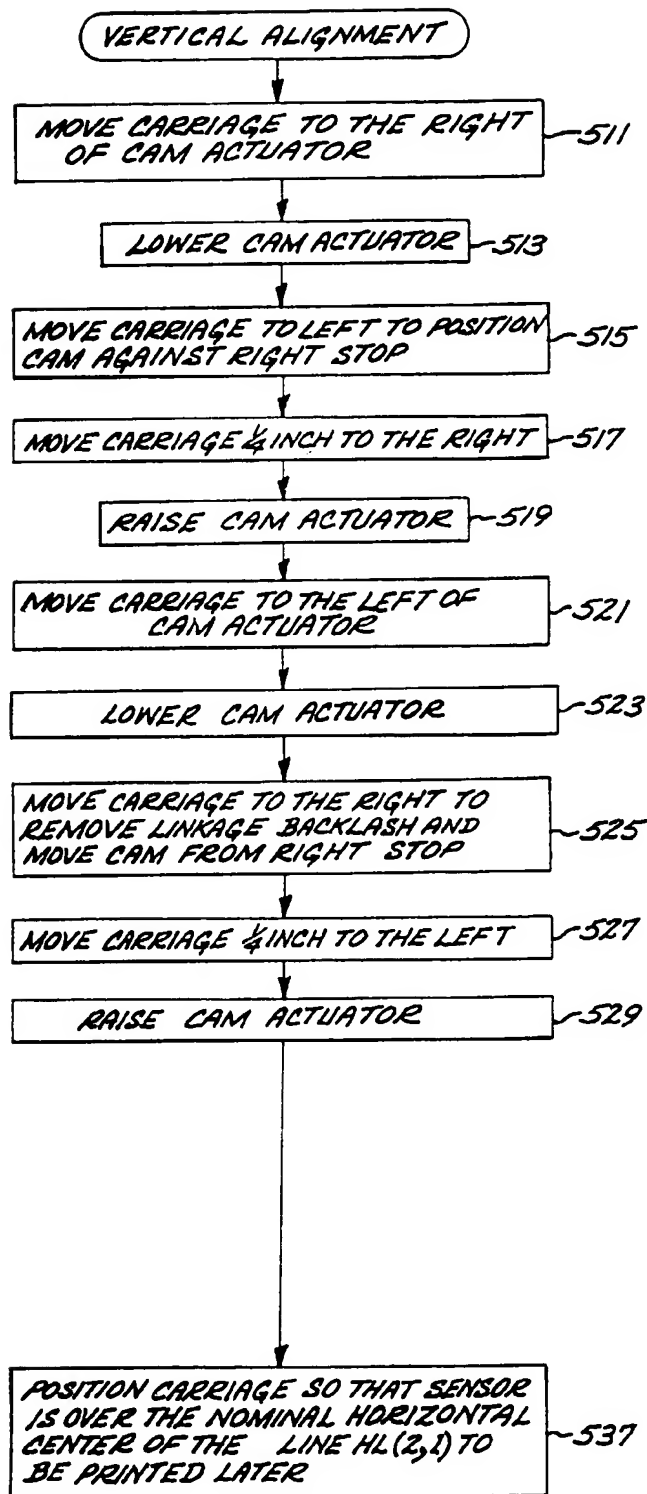 VERTICAL ALIGNMENT
MOVE CARRIAGE TO THE RIGHT
OF CAM ACTUATOR
511
LOWER CAM ACTUATOR
513
MOVE CARRIAGE TO LEFT TO POSITION
CAM AGAINST RIGHT STOP
515
MOVE CARRIAGE 1/4 INCH TO THE RIGHT
517
RAISE CAM ACTUATOR
519
MOVE CARRIAGE TO THE LEFT OF
CAM ACTUATOR
521
LOWER CAM ACTUATOR
523
MOVE CARRIAGE TO THE RIGHT TO
REMOVE LINKAGE BACKLASH AND
MOVE CAM FROM RIGHT STOP
525
MOVE CARRIAGE 1/4 INCH TO THE LEFT
527
RAISE CAM ACTUATOR
529
POSITION CARRIAGE SO THAT SENSOR
IS OVER THE NOMINAL HORIZONTAL
CENTER OF THE LINE HL(2,1) TO
BE PRINTED LATER
537